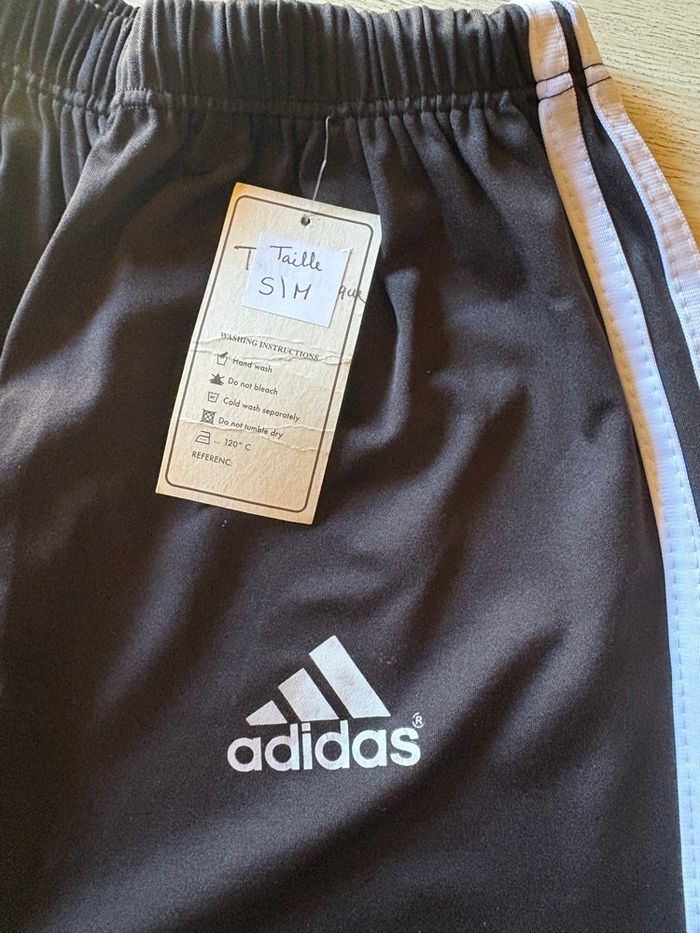 Taille
S\M
WASHING INSTRUCTIONS
Hand wash
Do not bleach
Cold wash separately
Do not tumble dry
... 120° C
REFERENC:
adidas®